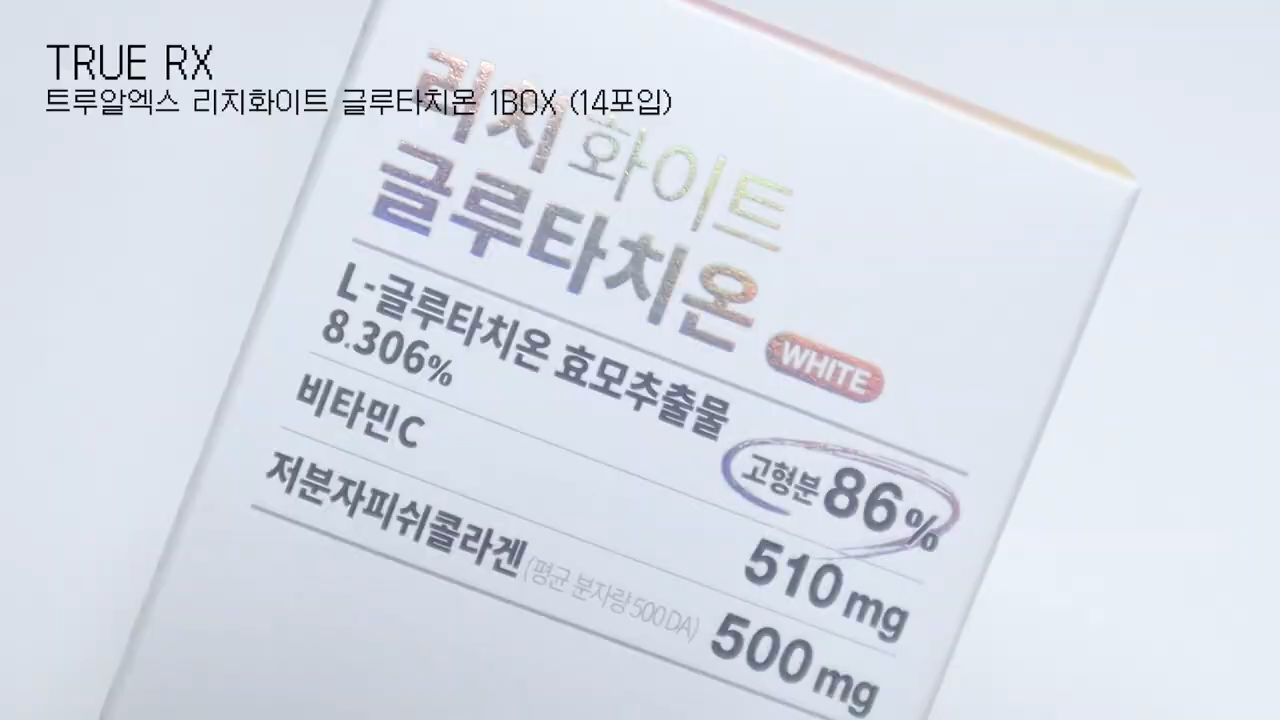 TRUE RX
트루알엑스 리치화이트 글루타치온 1BOX (14포입)
리치화이트
글루타치온
WHITE
L-글루타치온 효모추출물
8.306%
고형분 86%
비타민C
510 mg
저분자피쉬콜라겐 (평균 분자량 500 DA)
500 mg